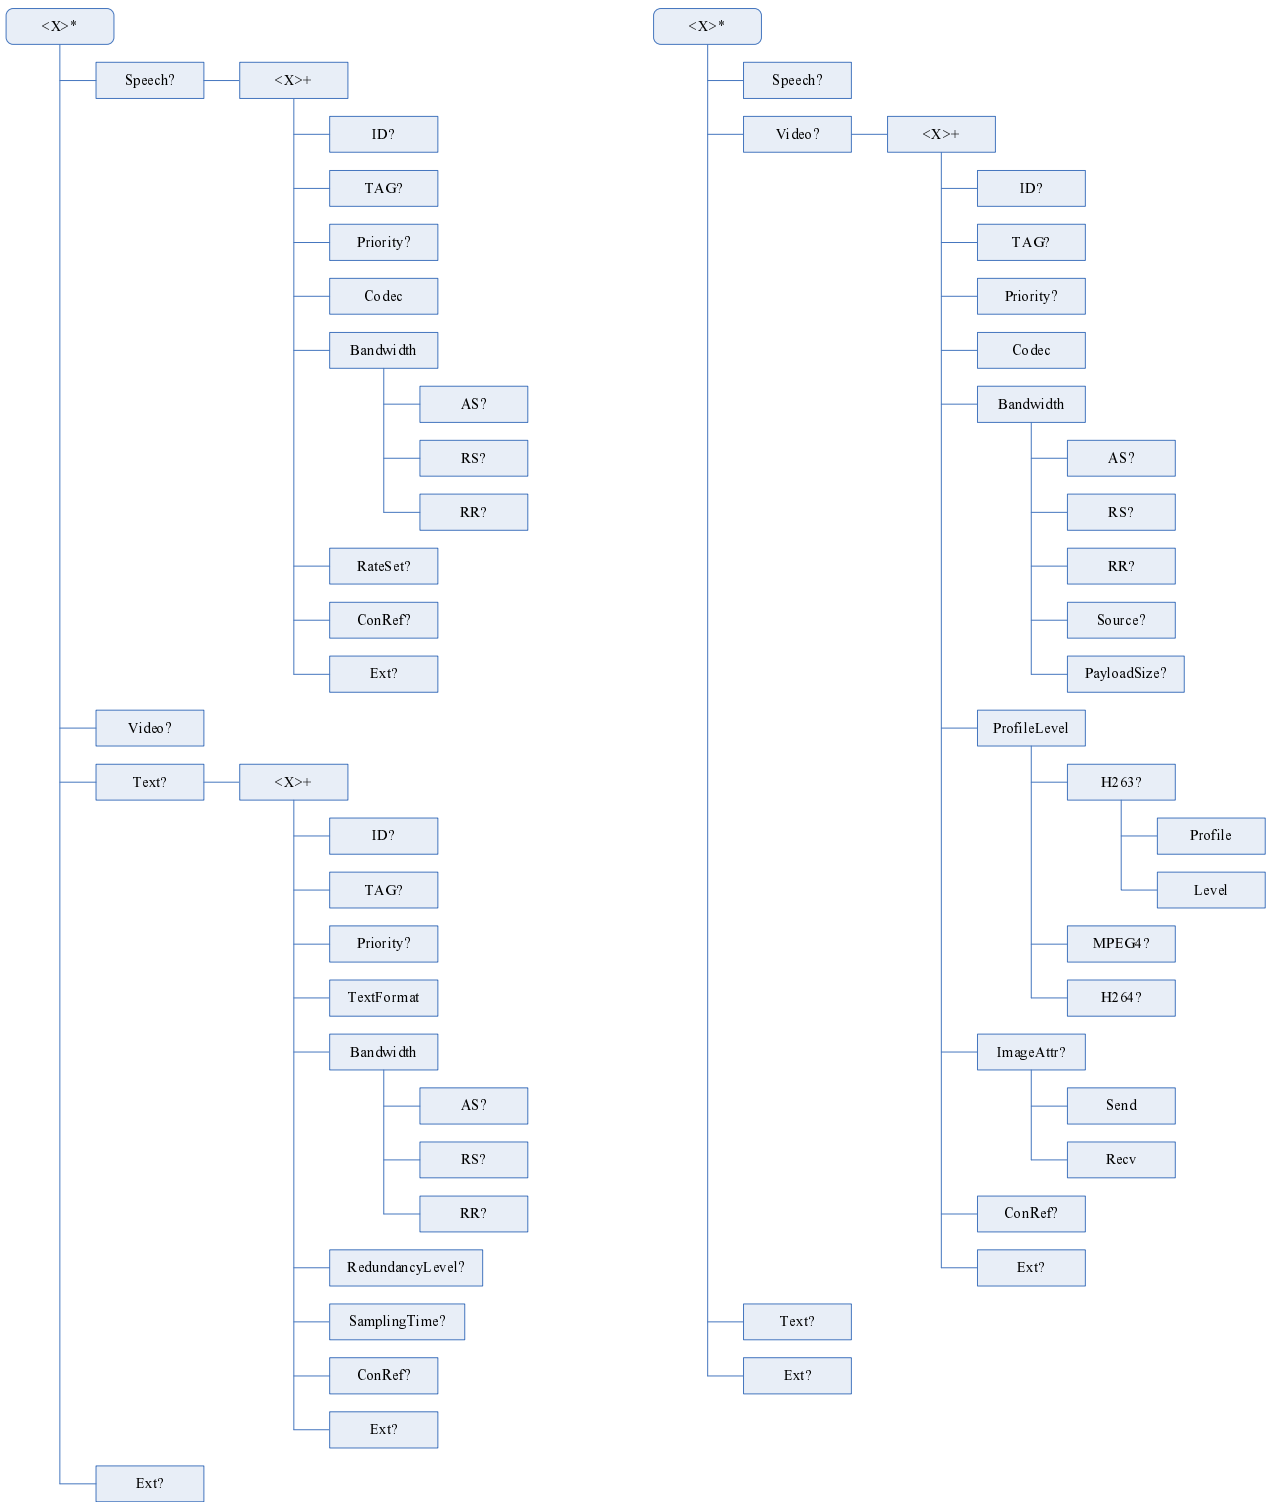 <X>*
Speech?
<X>+
ID?
TAG?
Priority?
Codec
Bandwidth
AS?
RS?
RR?
RateSet?
ConRef?
Ext?
Video?
Text?
<X>+
ID?
TAG?
Priority?
TextFormat
Bandwidth
AS?
RS?
RR?
RedundancyLevel?
SamplingTime?
ConRef?
Ext?
Ext?
<X>*
Speech?
Video?
<X>+
ID?
TAG?
Priority?
Codec
Bandwidth
AS?
RS?
RR?
Source?
PayloadSize?
ProfileLevel
H263?
Profile
Level
MPEG4?
H264?
ImageAttr?
Send
Recv
ConRef?
Ext?
Text?
Ext?